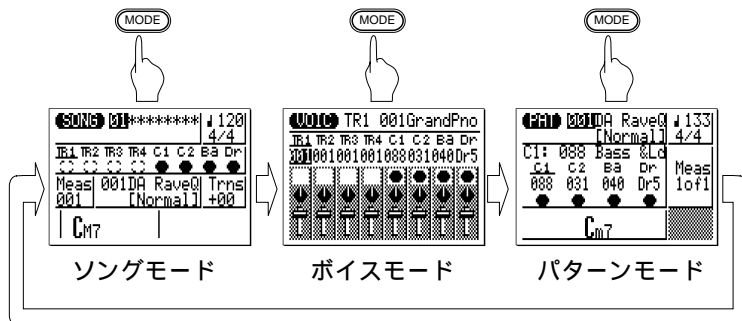 MODE
MODE
MODE
SONG 01******** ♩120
4/4
TR1 TR2 TR3 TR4 C1 C2 Ba Dr
Meas 001DA RaveQ Trns
001 [Normal] +00
CM7
VOIC TR1 001GrandPno
TR1 TR2 TR3 TR4 C1 C2 Ba Dr
001001001001088031040Dr5
PAT 001DA RaveQ ♩133
[Normal] 4/4
C1: 088 Bass &Ld
C1 C2 Ba Dr Meas
088 031 040 Dr5 1of1
Cm7
ソングモード
ボイスモード
パターンモード